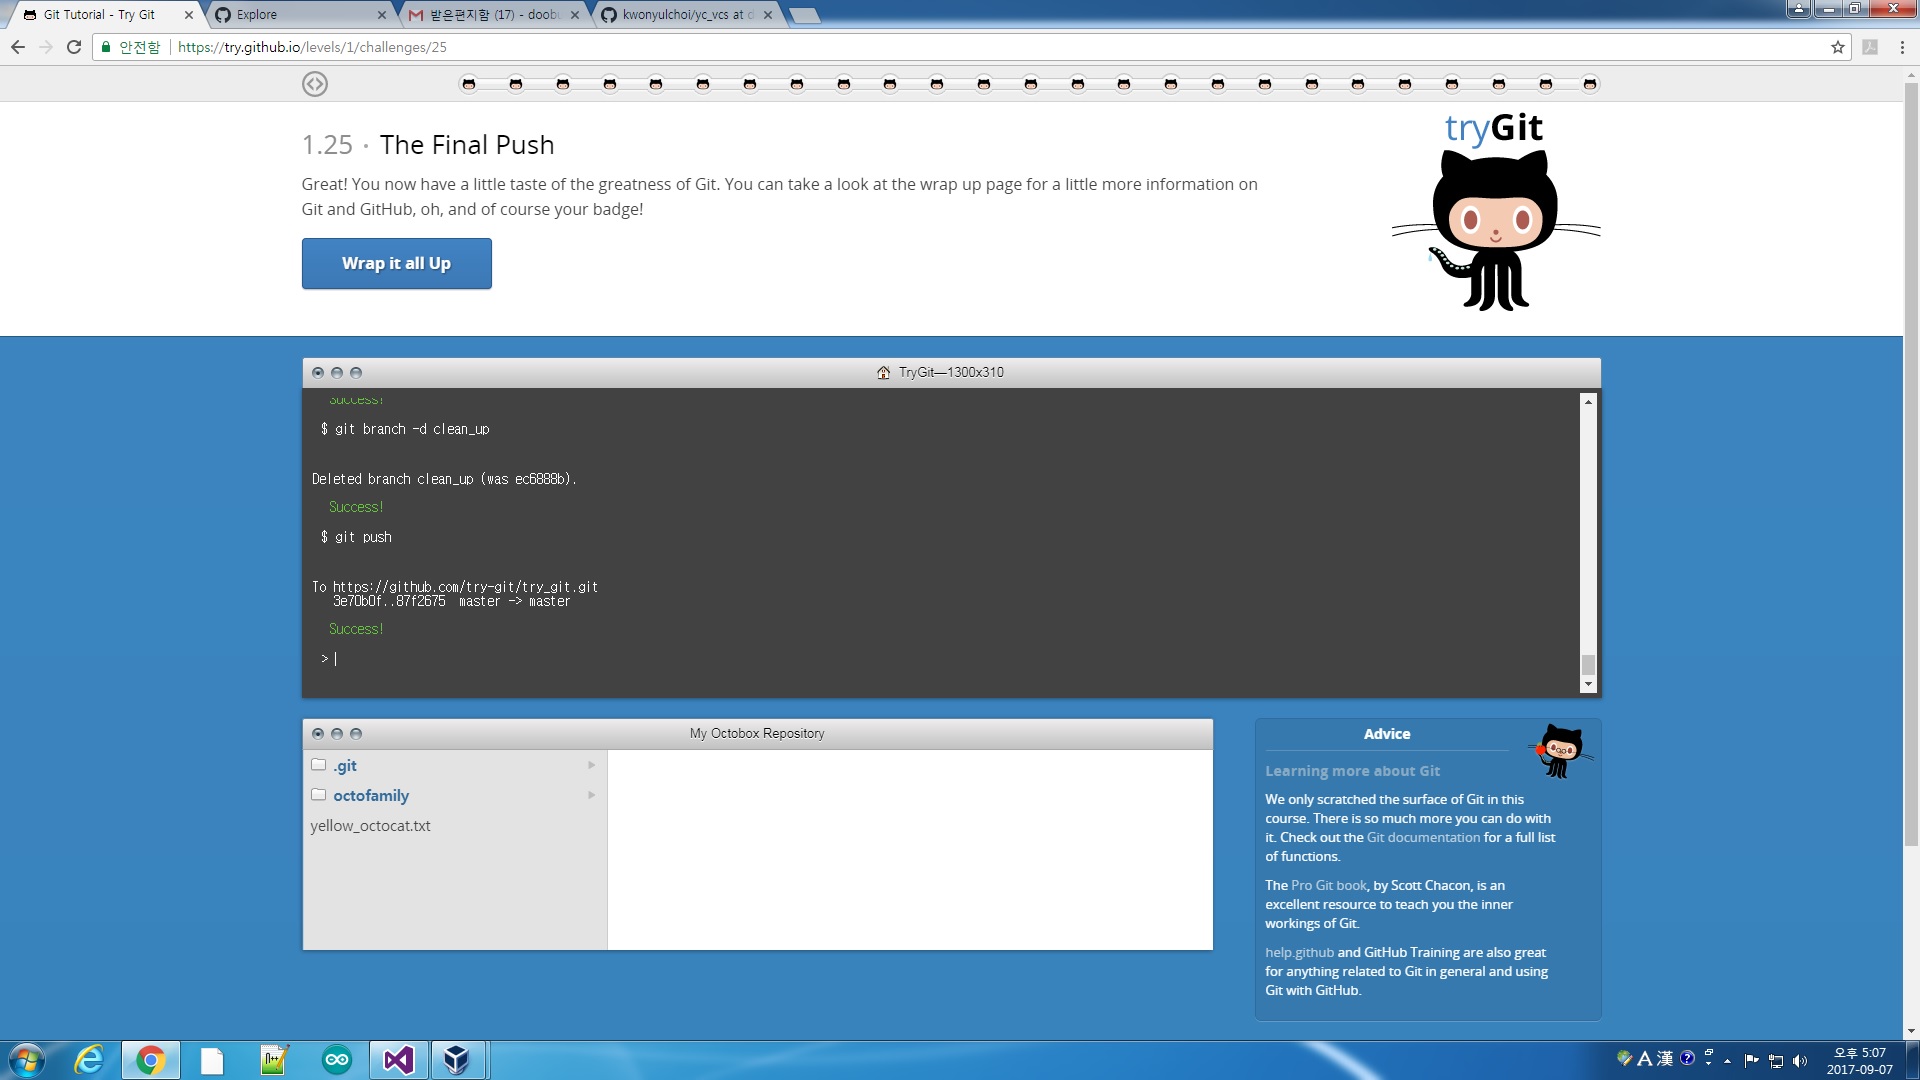 Git Tutorial - Try Git
Explore
받은편지함 (17) - doobu
kwonyulchoi/yc_vcs at d
안전함
https://try.github.io/levels/1/challenges/25
1.25 · The Final Push
tryGit
Great! You now have a little taste of the greatness of Git. You can take a look at the wrap up page for a little more information on
Git and GitHub, oh, and of course your badge!
Wrap it all Up
TryGit—1300x310
Success!
$ git branch -d clean_up
Deleted branch clean_up (was ec6888b).
Success!
$ git push
To https://github.com/try-git/try_git.git
3e70b0f..87f2675 master -> master
Success!
>
My Octobox Repository
.git
octofamily
yellow_octocat.txt
Advice
Learning more about Git
We only scratched the surface of Git in this
course. There is so much more you can do with
it. Check out the Git documentation for a full list
of functions.
The Pro Git book, by Scott Chacon, is an
excellent resource to teach you the inner
workings of Git.
help.github and GitHub Training are also great
for anything related to Git in general and using
Git with GitHub.
A 漢
오후 5:07
2017-09-07